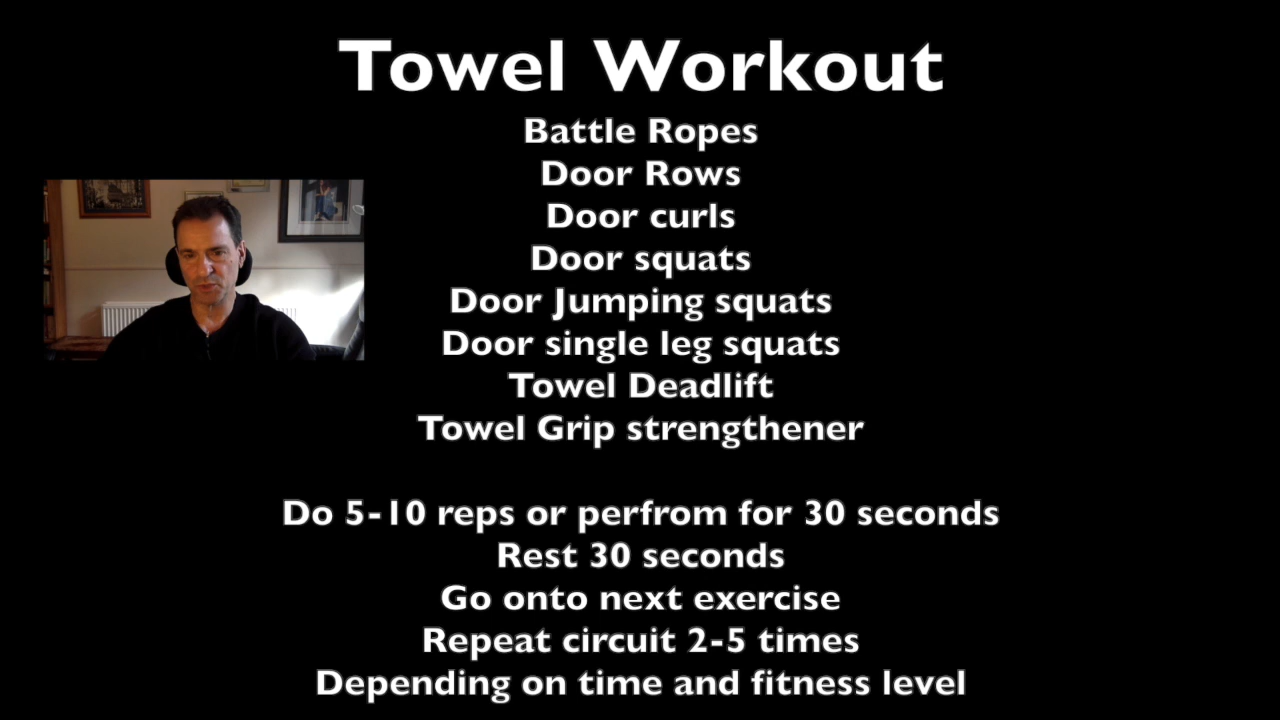 Towel Workout
Battle Ropes
Door Rows
Door curls
Door squats
Door Jumping squats
Door single leg squats
Towel Deadlift
Towel Grip strengthener
Do 5-10 reps or perfrom for 30 seconds
Rest 30 seconds
Go onto next exercise
Repeat circuit 2-5 times
Depending on time and fitness level